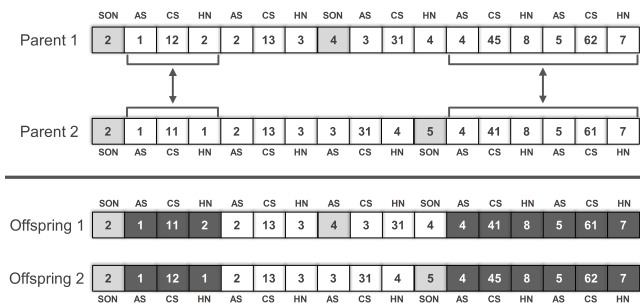 SON AS CS HN AS CS HN SON AS CS HN AS CS HN AS CS HN
Parent 1 2 1 12 2 2 13 3 4 3 31 4 4 45 8 5 62 7
Parent 2 2 1 11 1 2 13 3 3 31 4 5 4 41 8 5 61 7
SON AS CS HN AS CS HN AS CS HN SON AS CS HN AS CS HN
SON AS CS HN AS CS HN AS CS HN SON AS CS HN AS CS HN
Offspring 1 2 1 11 2 2 13 3 4 3 31 4 4 41 8 5 61 7
Offspring 2 2 1 12 1 2 13 3 3 31 4 5 4 45 8 5 62 7
SON AS CS HN AS CS HN AS CS HN SON AS CS HN AS CS HN